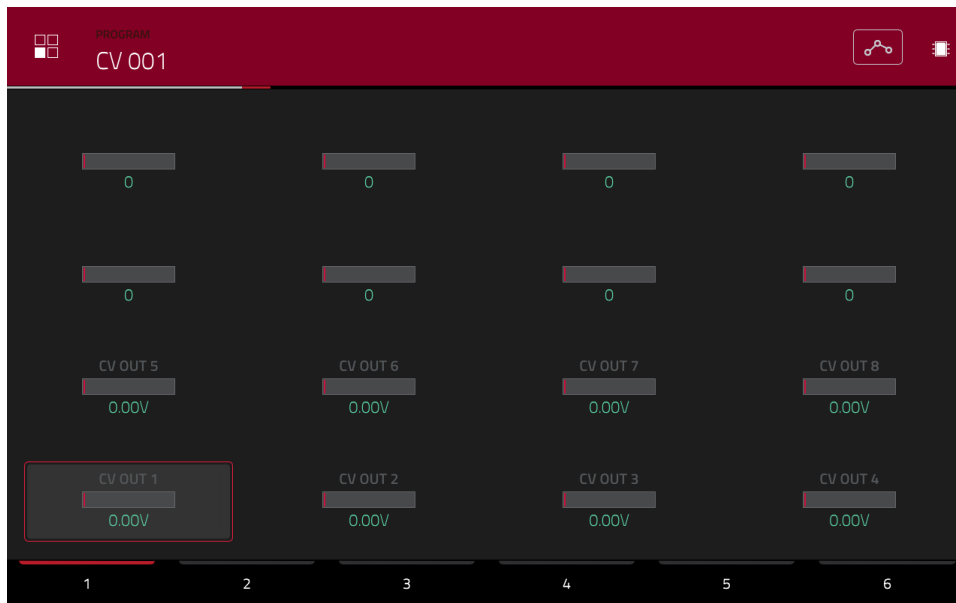 PROGRAM
CV 001
0 0 0 0
0 0 0 0
CV OUT 5 CV OUT 6 CV OUT 7 CV OUT 8
0.00V 0.00V 0.00V 0.00V
CV OUT 1 CV OUT 2 CV OUT 3 CV OUT 4
0.00V 0.00V 0.00V 0.00V
1 2 3 4 5 6